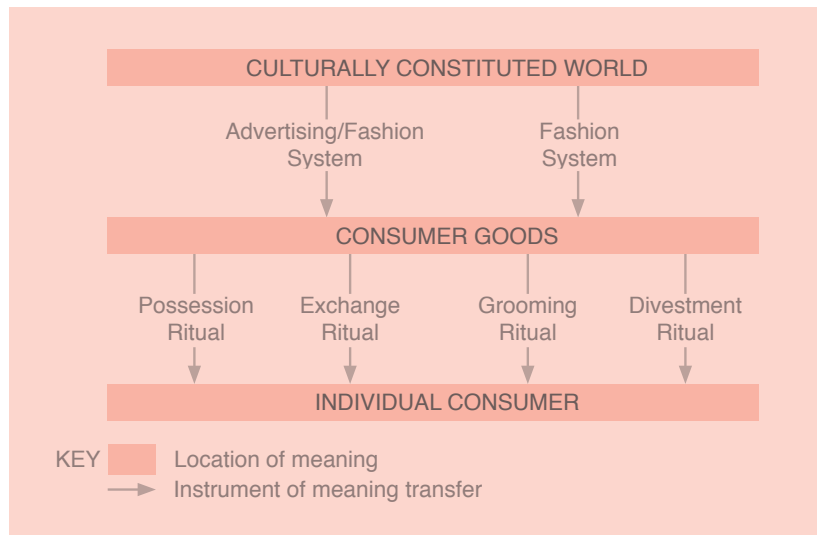 CULTURALLY CONSTITUTED WORLD
Advertising/Fashion
System
Fashion
System
CONSUMER GOODS
Possession
Ritual
Exchange
Ritual
Grooming
Ritual
Divestment
Ritual
INDIVIDUAL CONSUMER
KEY
Location of meaning
Instrument of meaning transfer